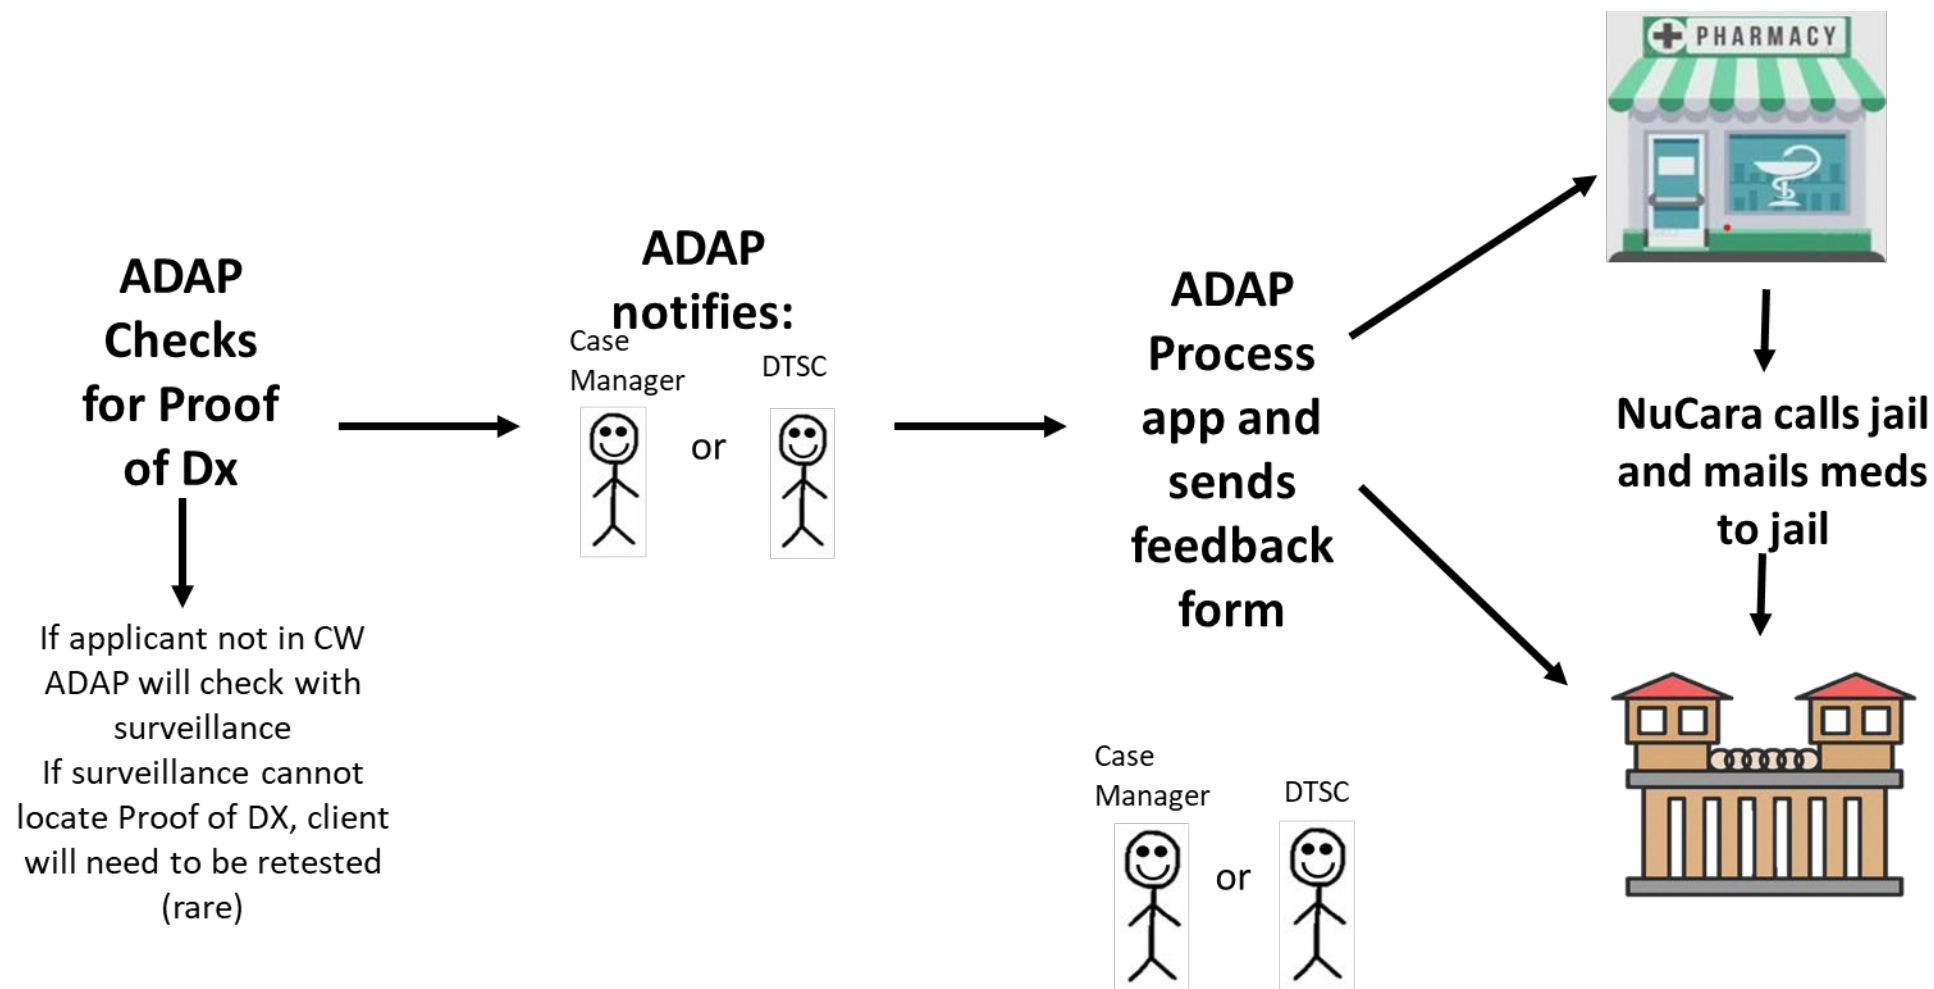 ADAP
Checks
for Proof
of Dx
If applicant not in CW
ADAP will check with
surveillance
If surveillance cannot
locate Proof of DX, client
will need to be retested
(rare)
ADAP
notifies:
Case
Manager
or
DTSC
ADAP
Process
app and
sends
feedback
form
Case
Manager
or
DTSC
PHARMACY
NuCara calls jail
and mails meds
to jail